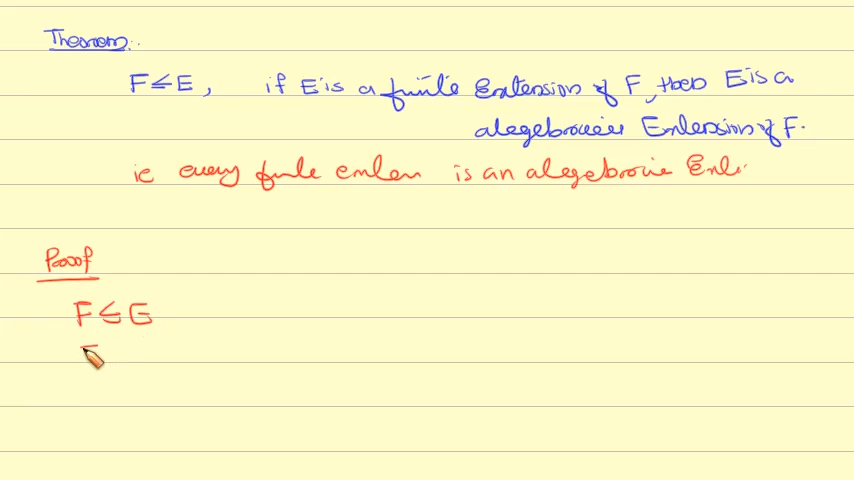 Theorem.
F ≤ E, if E is a finite Extension of F, then E is a
alegebraic Extension of F.
ie every finite exten is an alegebraic Exte
Proof
F ≤ E